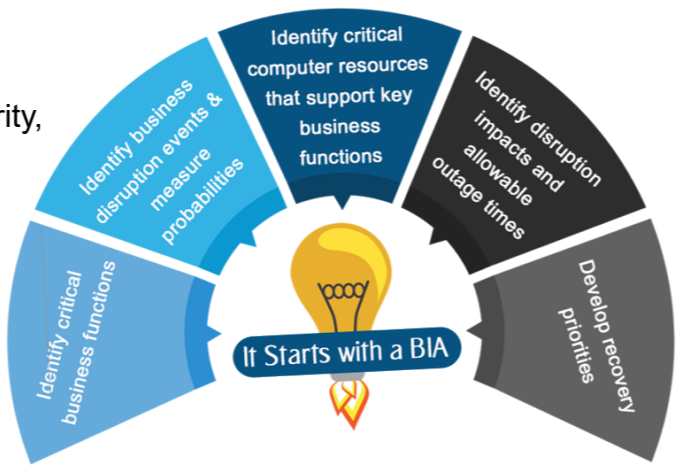 Identify critical
business functions
Identify business
disruption events &
measure
probabilities
Identify critical
computer resources
that support key
business
functions
Identify disruption
impacts and
allowable
outage times
Develop recovery
priorities
It Starts with a BIA